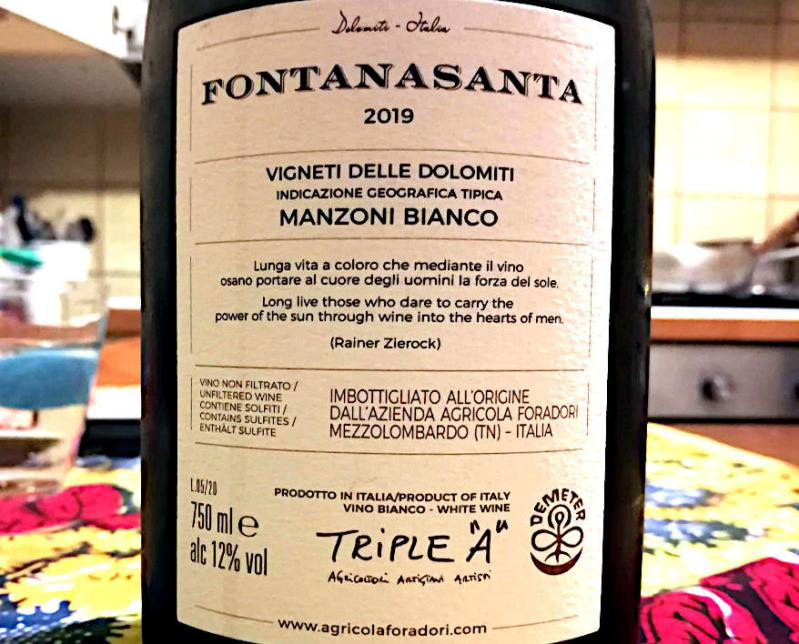 Dolomiti - Italia
FONTANASANTA
2019
VIGNETI DELLE DOLOMITI
INDICAZIONE GEOGRAFICA TIPICA
MANZONI BIANCO
Lunga vita a coloro che mediante il vino
osano portare al cuore degli uomini la forza del sole.
Long live those who dare to carry the
power of the sun through wine into the hearts of men.
(Rainer Zierock)
VINO NON FILTRATO /
UNFILTERED WINE
CONTIENE SOLFITI /
CONTAINS SULFITES /
ENTHÄLT SULFITE
IMBOTTIGLIATO ALL'ORIGINE
DALL'AZIENDA AGRICOLA FORADORI
MEZZOLOMBARDO (TN) - ITALIA
L.05/20
750 ml e
alc 12% vol
PRODOTTO IN ITALIA/PRODUCT OF ITALY
VINO BIANCO - WHITE WINE
TRiPLE "A"
AGRicoltori ARTIGIANI ARTISTI
DEMETER
www.agricolaforadori.com